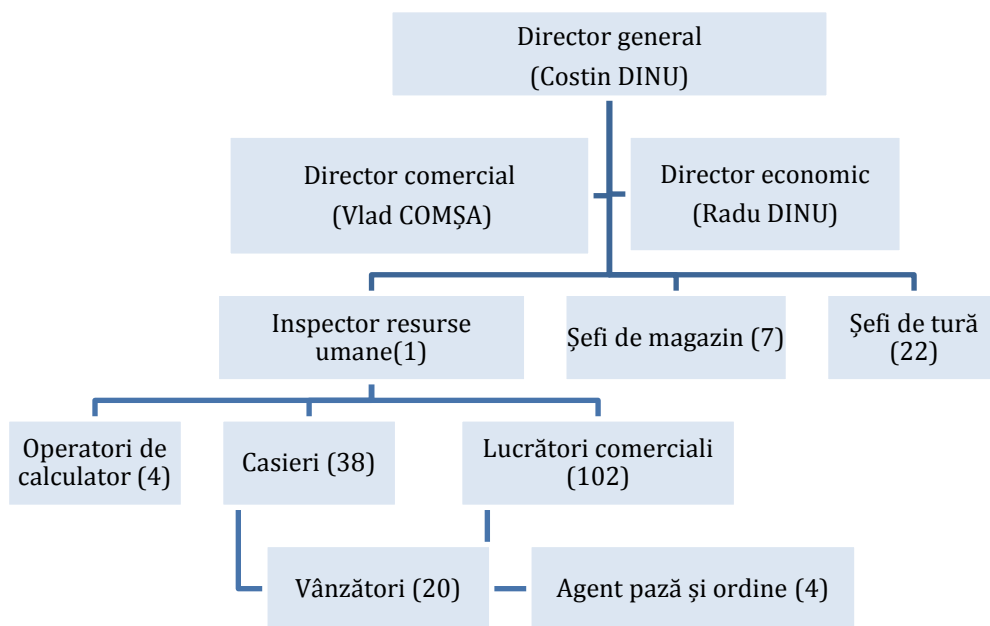 Director general
(Costin DINU)
Director comercial
(Vlad COMȘA)
Director economic
(Radu DINU)
Inspector resurse
umane(1)
Șefi de magazin (7)
Șefi de tură
(22)
Operatori de
calculator (4)
Casieri (38)
Lucrători comerciali
(102)
Vânzători (20)
Agent pază și ordine (4)